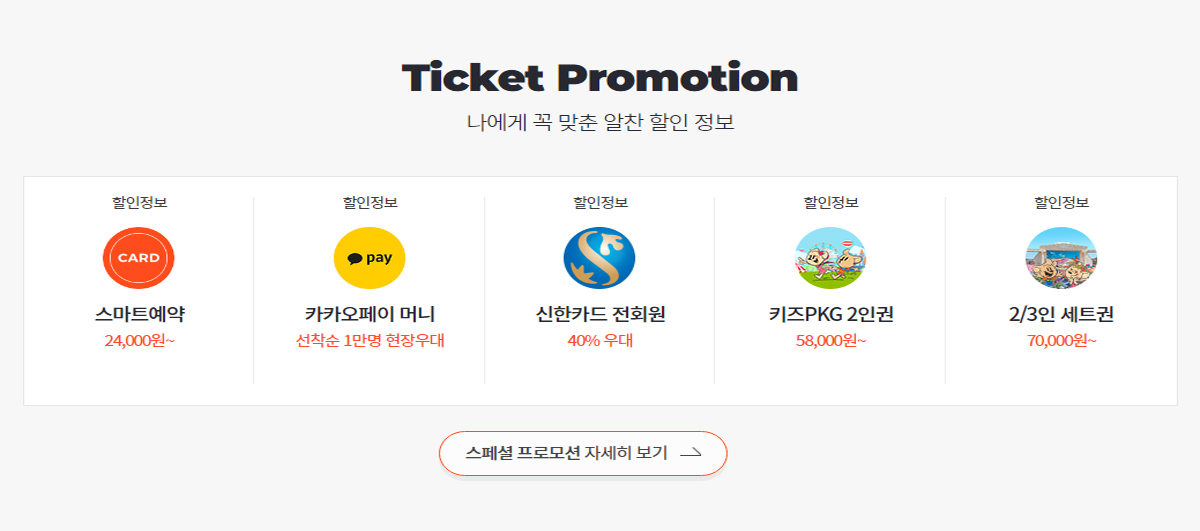 Ticket Promotion
나에게 꼭 맞춘 알찬 할인 정보
할인정보
CARD
스마트예약
24,000원~
할인정보
pay
카카오페이 머니
선착순 1만명 현장우대
할인정보
신한카드 전회원
40% 우대
할인정보
키즈PKG 2인권
58,000원~
할인정보
2/3인 세트권
70,000원~
스페셜 프로모션 자세히 보기